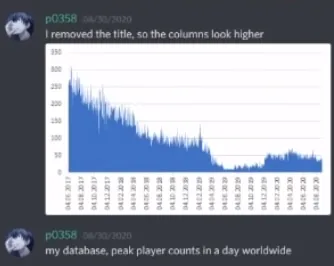 p0358 08/30/2020
I removed the title, so the columns look higher
350
300
250
200
150
100
50
0
04.06.2017 04.08.2017 04.10.2017 04.12.2017 04.02.2018 04.04.2018 04.06.2018 04.08.2018 04.10.2018 04.12.2018 04.02.2019 04.04.2019 04.06.2019 04.08.2019 04.10.2019 04.12.2019 04.02.2020 04.04.2020 04.06.2020 04.08.2020
p0358 08/30/2020
my database, peak player counts in a day worldwide